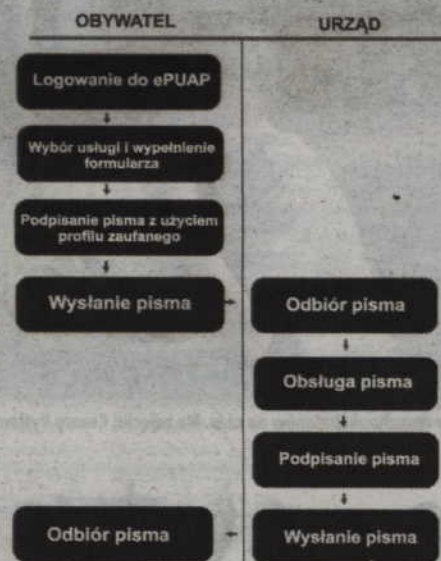 OBYWATEL
URZĄD
Logowanie do ePUAP
Wybór usługi i wypełnienie
formularza
Podpisanie pisma z użyciem
profilu zaufanego
Wysłanie pisma
Odbiór pisma
Obsługa pisma
Podpisanie pisma
Wysłanie pisma
Odbiór pisma